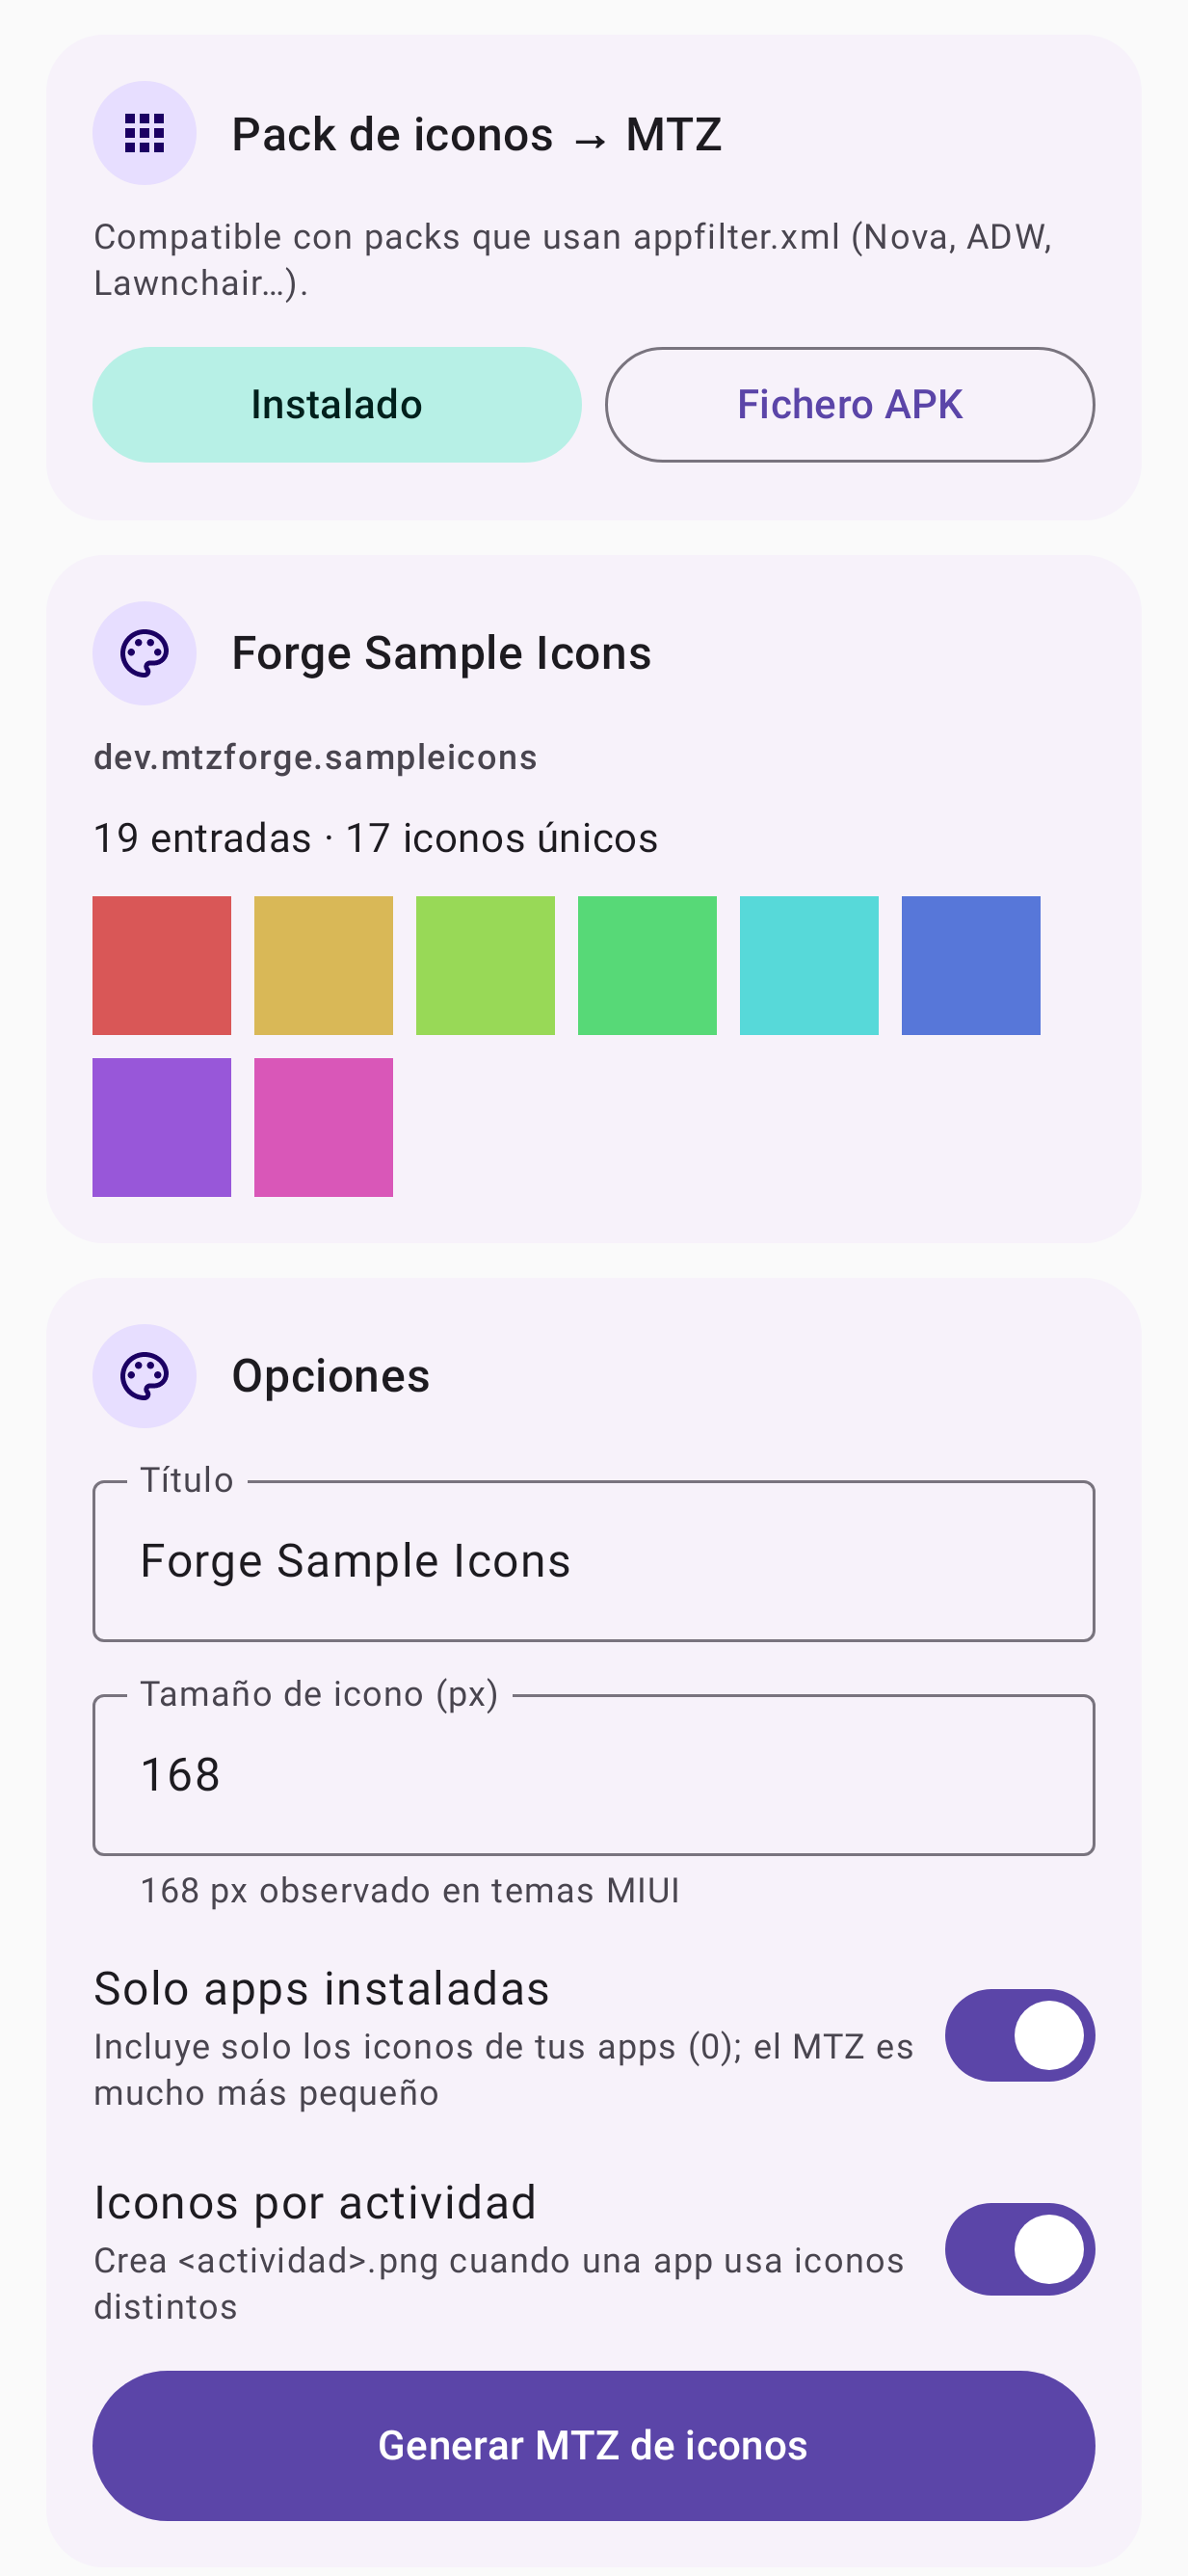 Pack de iconos → MTZ
Compatible con packs que usan appfilter.xml (Nova, ADW,
Lawnchair…).
Instalado
Fichero APK
Forge Sample Icons
dev.mtzforge.sampleicons
19 entradas · 17 iconos únicos
Opciones
Título
Forge Sample Icons
Tamaño de icono (px)
168
168 px observado en temas MIUI
Solo apps instaladas
Incluye solo los iconos de tus apps (0); el MTZ es
mucho más pequeño
Iconos por actividad
Crea <actividad>.png cuando una app usa iconos
distintos
Generar MTZ de iconos